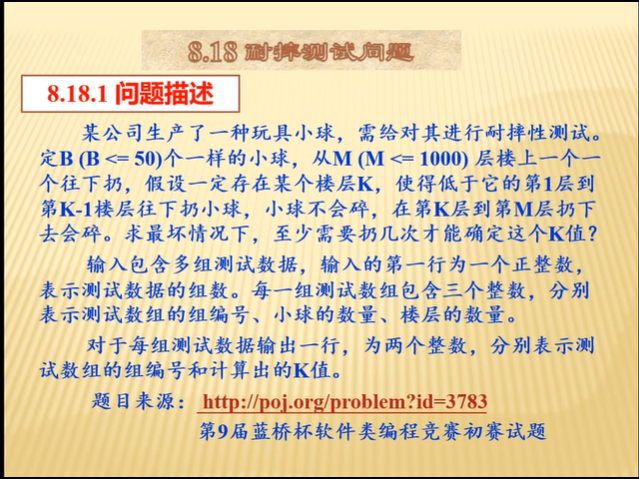 8.18 耐摔测试问题
8.18.1 问题描述
某公司生产了一种玩具小球，需给对其进行耐摔性测试。
定B (B <= 50)个一样的小球，从M (M <= 1000) 层楼上一个一
个往下扔，假设一定存在某个楼层K，使得低于它的第1层到
第K-1楼层往下扔小球，小球不会碎，在第K层到第M层扔下
去会碎。求最坏情况下，至少需要扔几次才能确定这个K值？
输入包含多组测试数据，输入的第一行为一个正整数，
表示测试数据的组数。每一组测试数组包含三个整数，分别
表示测试数组的组编号、小球的数量、楼层的数量。
对于每组测试数据输出一行，为两个整数，分别表示测
试数组的组编号和计算出的K值。
题目来源： http://poj.org/problem?id=3783
第9届蓝桥杯软件类编程竞赛初赛试题